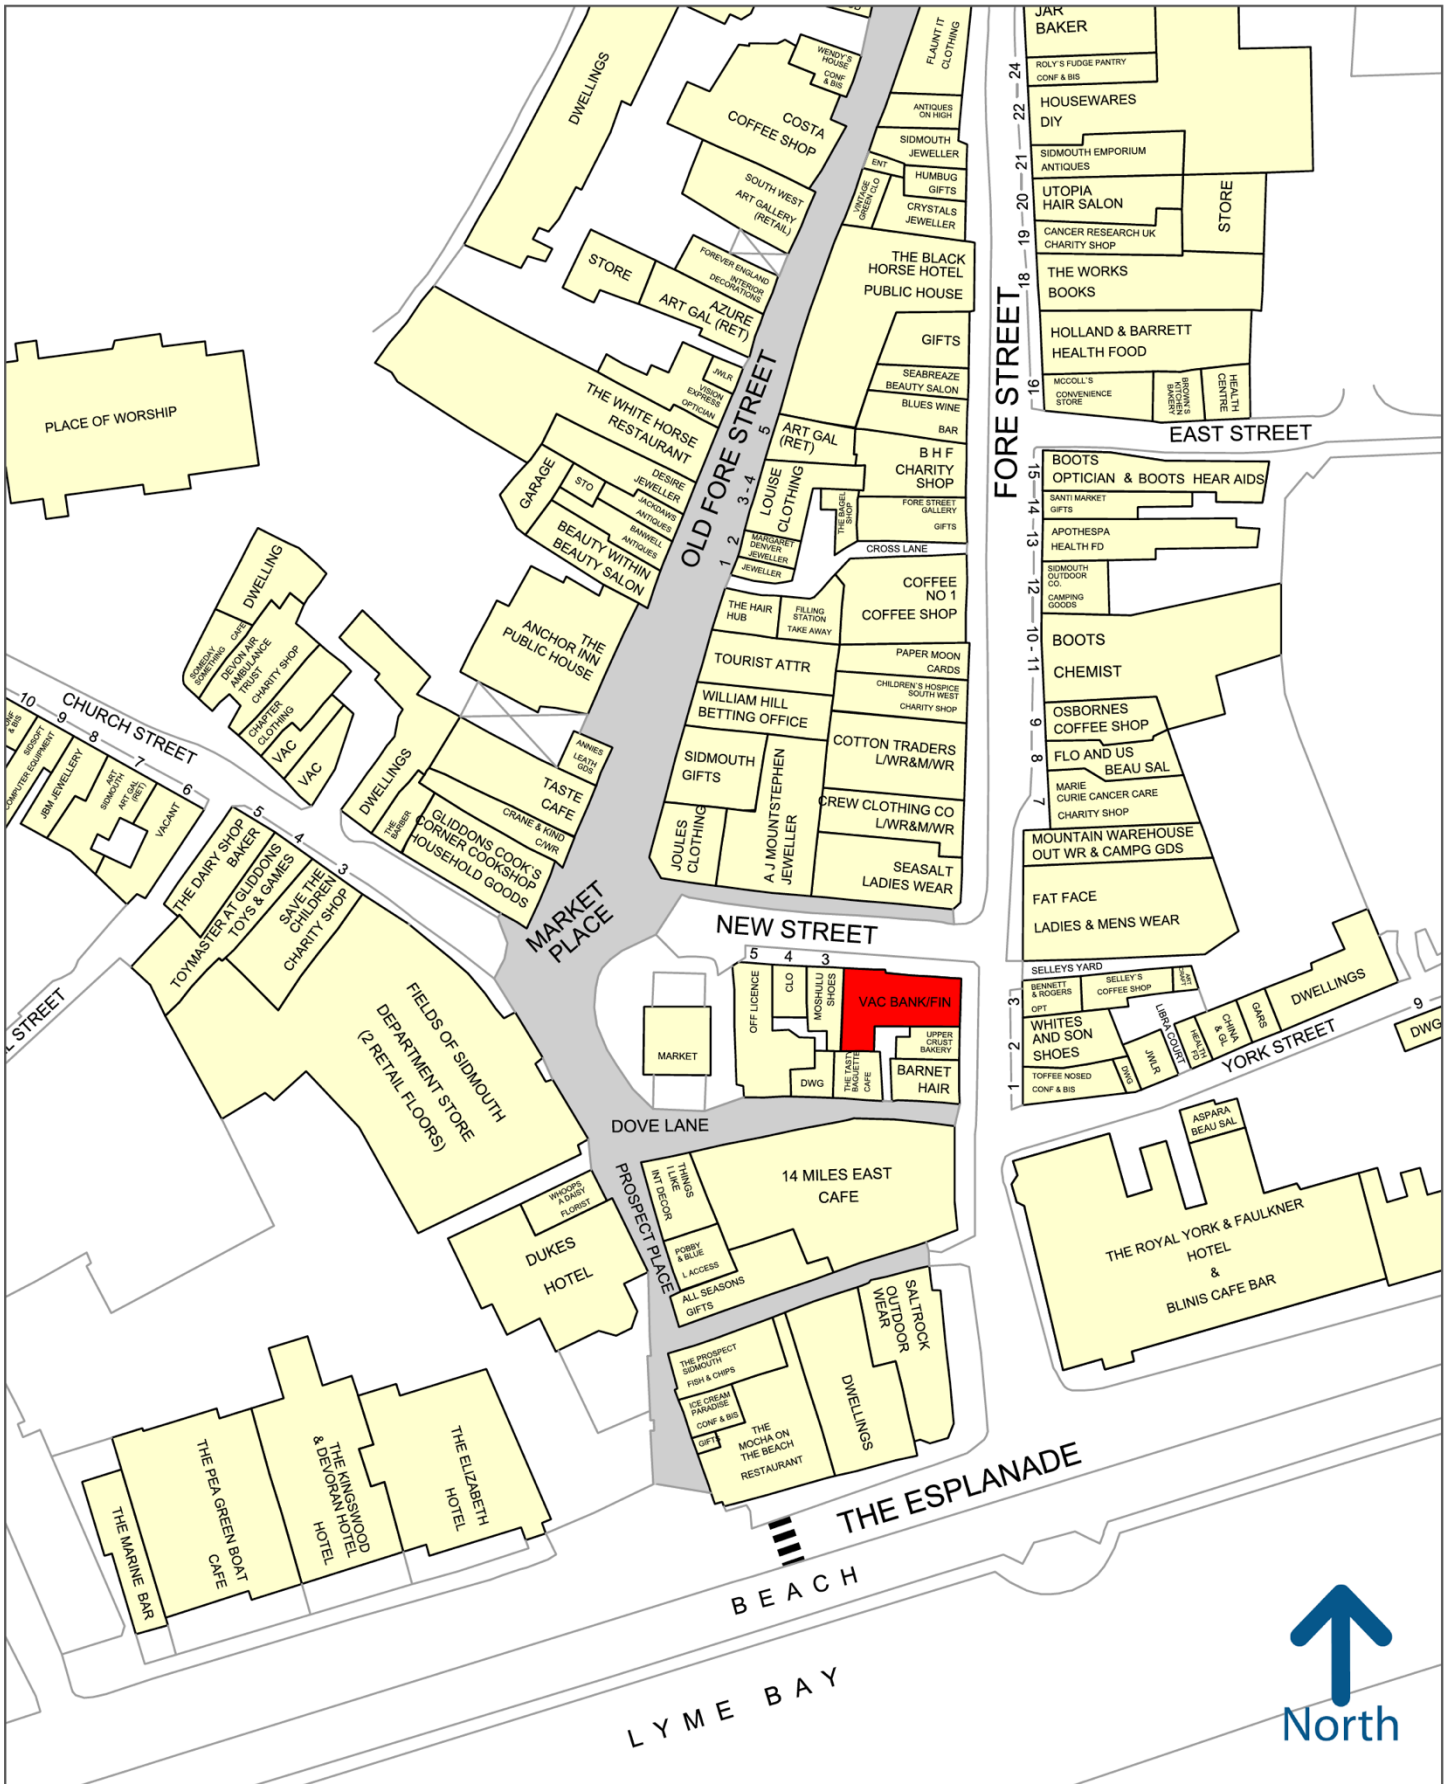 WENDY'S
HOUSE
CONF
& BIS
FLAUNT IT
CLOTHING
JAR
BAKER
ROLY'S FUDGE PANTRY
CONF & BIS
24
DWELLINGS
COSTA
COFFEE SHOP
ANTIQUES
ON HIGH
22
HOUSEWARES
DIY
SIDMOUTH
JEWELLER
21
SIDMOUTH EMPORIUM
ANTIQUES
ENT
HUMBUG
GIFTS
SOUTH WEST
ART GALLERY
(RETAIL)
VINTAGE
GREEN CLO
CRYSTALS
JEWELLER
20
UTOPIA
HAIR SALON
STORE
19
CANCER RESEARCH UK
CHARITY SHOP
STORE
FOREVER ENGLAND
INTERIOR
DECORATIONS
THE BLACK
HORSE HOTEL
PUBLIC HOUSE
18
THE WORKS
BOOKS
AZURE
ART GAL (RET)
FORE STREET
GIFTS
HOLLAND & BARRETT
HEALTH FOOD
JWLR
VISION
EXPRESS
OPTICIAN
SEABREAZE
BEAUTY SALON
16
MCCOLL'S
CONVENIENCE
STORE
BROWN'S
KITCHEN
BAKERY
HEALTH
CENTRE
PLACE OF WORSHIP
THE WHITE HORSE
RESTAURANT
OLD FORE STREET
BLUES WINE
BAR
EAST STREET
5
ART GAL
(RET)
B H F
CHARITY
SHOP
15
BOOTS
OPTICIAN & BOOTS HEAR AIDS
GARAGE
STO
DESIRE
JEWELLER
3 - 4
LOUISE
CLOTHING
THE BAGEL
SHOP
FORE STREET
GALLERY
GIFTS
14
SANTI MARKET
GIFTS
JACKDAWS
ANTIQUES
BANWELL
ANTIQUES
BEAUTY WITHIN
BEAUTY SALON
2
MARGARET
DENVER
JEWELLER
1
JEWELLER
CROSS LANE
13
APOTHESPA
HEALTH FD
DWELLING
12
SIDMOUTH
OUTDOOR
CO.
CAMPING
GOODS
COFFEE
NO 1
COFFEE SHOP
THE HAIR
HUB
FILLING
STATION
TAKE AWAY
THE
ANCHOR INN
PUBLIC HOUSE
10 - 11
BOOTS
CHEMIST
SOMEDAY
SOMETHING
CAFE
DEVON AIR
AMBULANCE
TRUST
CHARITY SHOP
TOURIST ATTR
PAPER MOON
CARDS
WILLIAM HILL
BETTING OFFICE
CHILDREN'S HOSPICE
SOUTH WEST
CHARITY SHOP
9
OSBORNES
COFFEE SHOP
CHAPTER
CLOTHING
VAC
VAC
CHURCH STREET
10
9
8
7
6
CONF
& BIS
SIDSOFT
COMPUTER EQUIPMENT
JBM JEWELLERY
ART
SIDMOUTH
ART GAL
(RET)
VACANT
DWELLINGS
ANNIES
LEATH
GDS
TASTE
CAFE
SIDMOUTH
GIFTS
A J MOUNTSTEPHEN
JEWELLER
COTTON TRADERS
L/WR&M/WR
8
FLO AND US
BEAU SAL
7
MARIE
CURIE CANCER CARE
CHARITY SHOP
THE
BARBER
CRANE & KIND
C/WR
GLIDDONS COOK'S
CORNER COOKSHOP
HOUSEHOLD GOODS
JOULES
CLOTHING
CREW CLOTHING CO
L/WR&M/WR
MOUNTAIN WAREHOUSE
OUT WR & CAMPG GDS
5
THE DAIRY SHOP
BAKER
4
TOYMASTER AT GLIDDONS
TOYS & GAMES
3
SAVE THE
CHILDREN
CHARITY SHOP
SEASALT
LADIES WEAR
FAT FACE
LADIES & MENS WEAR
MARKET
PLACE
NEW STREET
SELLEYS YARD
L STREET
FIELDS OF SIDMOUTH
DEPARTMENT STORE
(2 RETAIL FLOORS)
5
4
3
OFF LICENCE
CLO
MOSHULU
SHOES
VAC BANK/FIN
3
BENNETT
& ROGERS
OPT
SELLEY'S
COFFEE SHOP
ART
CRAFT
DWELLINGS
MARKET
UPPER
CRUST
BAKERY
2
WHITES
AND SON
SHOES
LIBRA COURT
HEALTH
FD
CHINA
& GL
GARS
9
DWG
DWG
THE TASTY
BAGUETTE
CAFE
BARNET
HAIR
1
TOFFEE NOSED
CONF & BIS
DWG
JWLR
YORK STREET
DOVE LANE
ASPARA
BEAU SAL
PROSPECT PLACE
THINGS
I LIKE
INT DECOR
14 MILES EAST
CAFE
WHOOPS
A DAISY
FLORIST
DUKES
HOTEL
POBBY
& BLUE
L ACCESS
ALL SEASONS
GIFTS
THE ROYAL YORK & FAULKNER
HOTEL
&
BLINIS CAFE BAR
SALTROCK
OUTDOOR
WEAR
THE PROSPECT
SIDMOUTH
FISH & CHIPS
ICE CREAM
PARADISE
CONF & BIS
GIFTS
DWELLINGS
THE
MOCHA ON
THE BEACH
RESTAURANT
THE MARINE BAR
THE PEA GREEN BOAT
CAFE
THE KINGSWOOD
& DEVORAN HOTEL
HOTEL
THE ELIZABETH
HOTEL
THE ESPLANADE
BEACH
LYME BAY
North